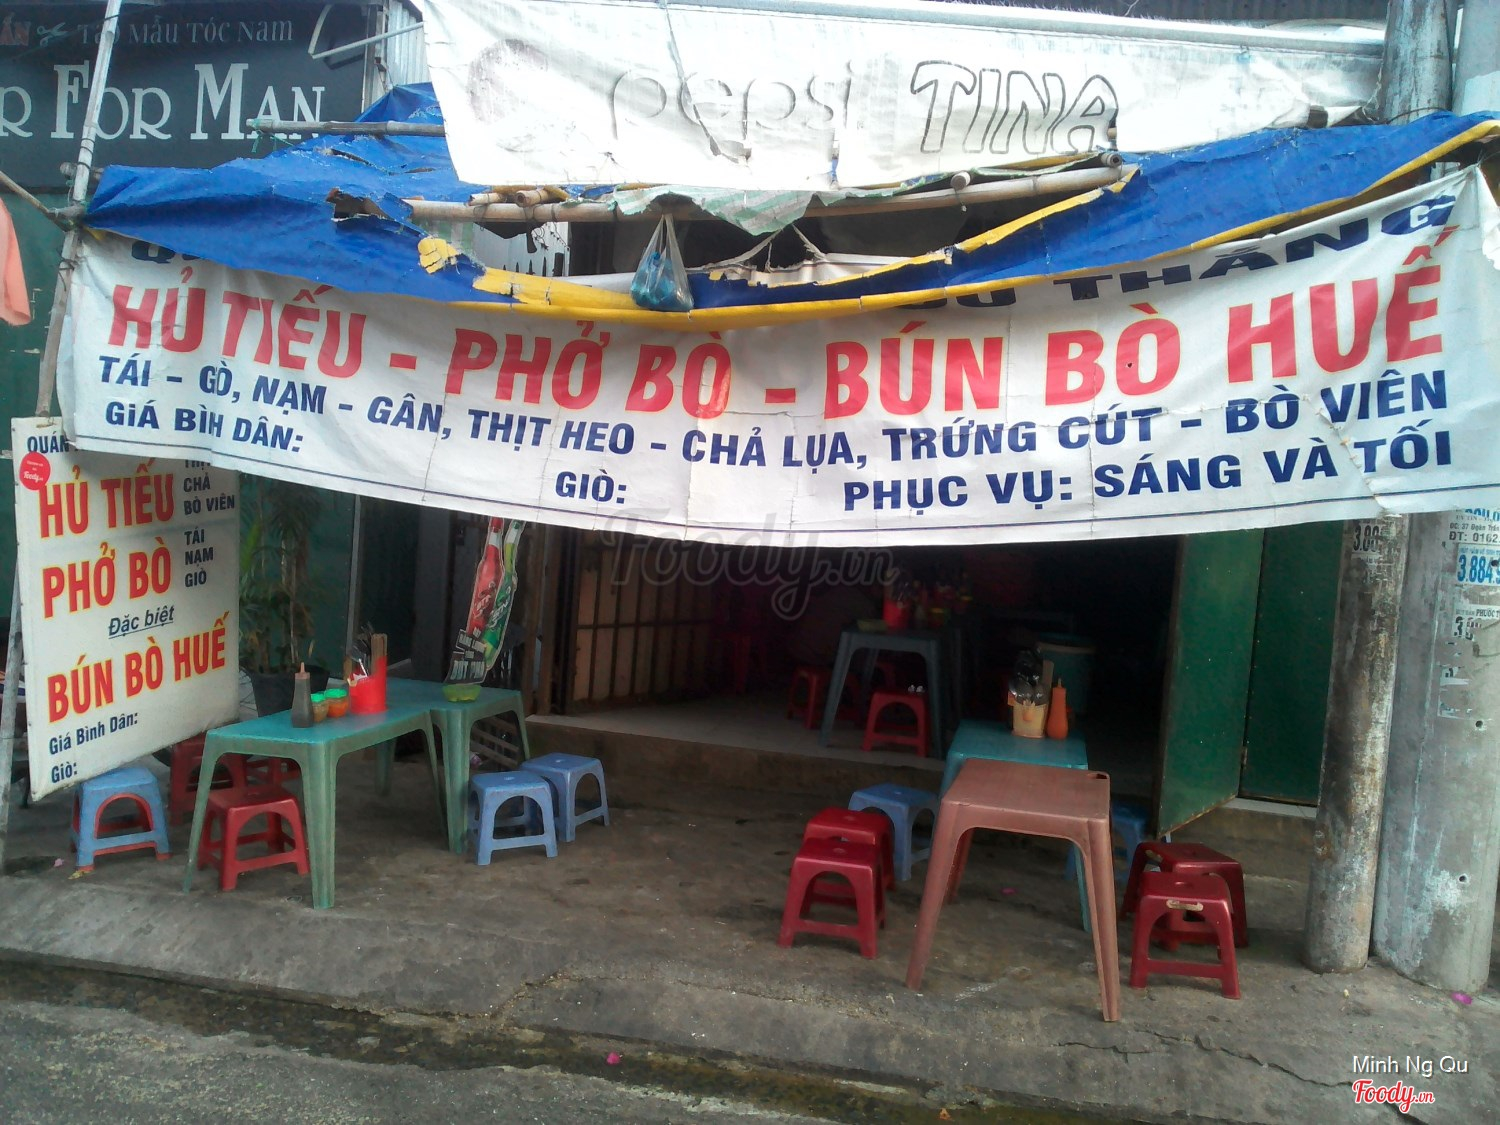 TẠO MẪU TÓC NAM
FOR MAN
pepsi TINA
THĂNG
HỦ TIẾU - PHỞ BÒ - BÚN BÒ HUẾ
TÁI - GÒ, NẠM - GÂN, THỊT HEO - CHẢ LỤA, TRỨNG CÚT - BÒ VIÊN
GIÁ BÌH DÂN:
GIÒ:
PHỤC VỤ: SÁNG VÀ TỐI
QUÁN
HỦ TIẾU
CHẢ
BÒ VIÊN
PHỞ BÒ
TÁI
NẠM
GIÒ
Đặc biệt
BÚN BÒ HUẾ
Giá Bình Dân:
Giò:
Foody.vn
Minh Ng Qu
Foody.vn